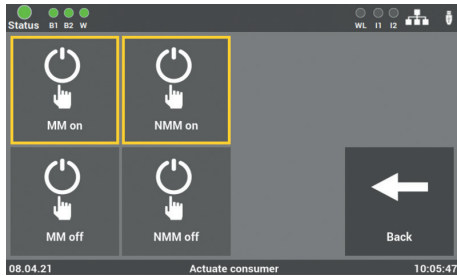 Status B1 B2 W WL I1 I2
MM on NMM on
MM off NMM off Back
08.04.21 Actuate consumer 10:05:47